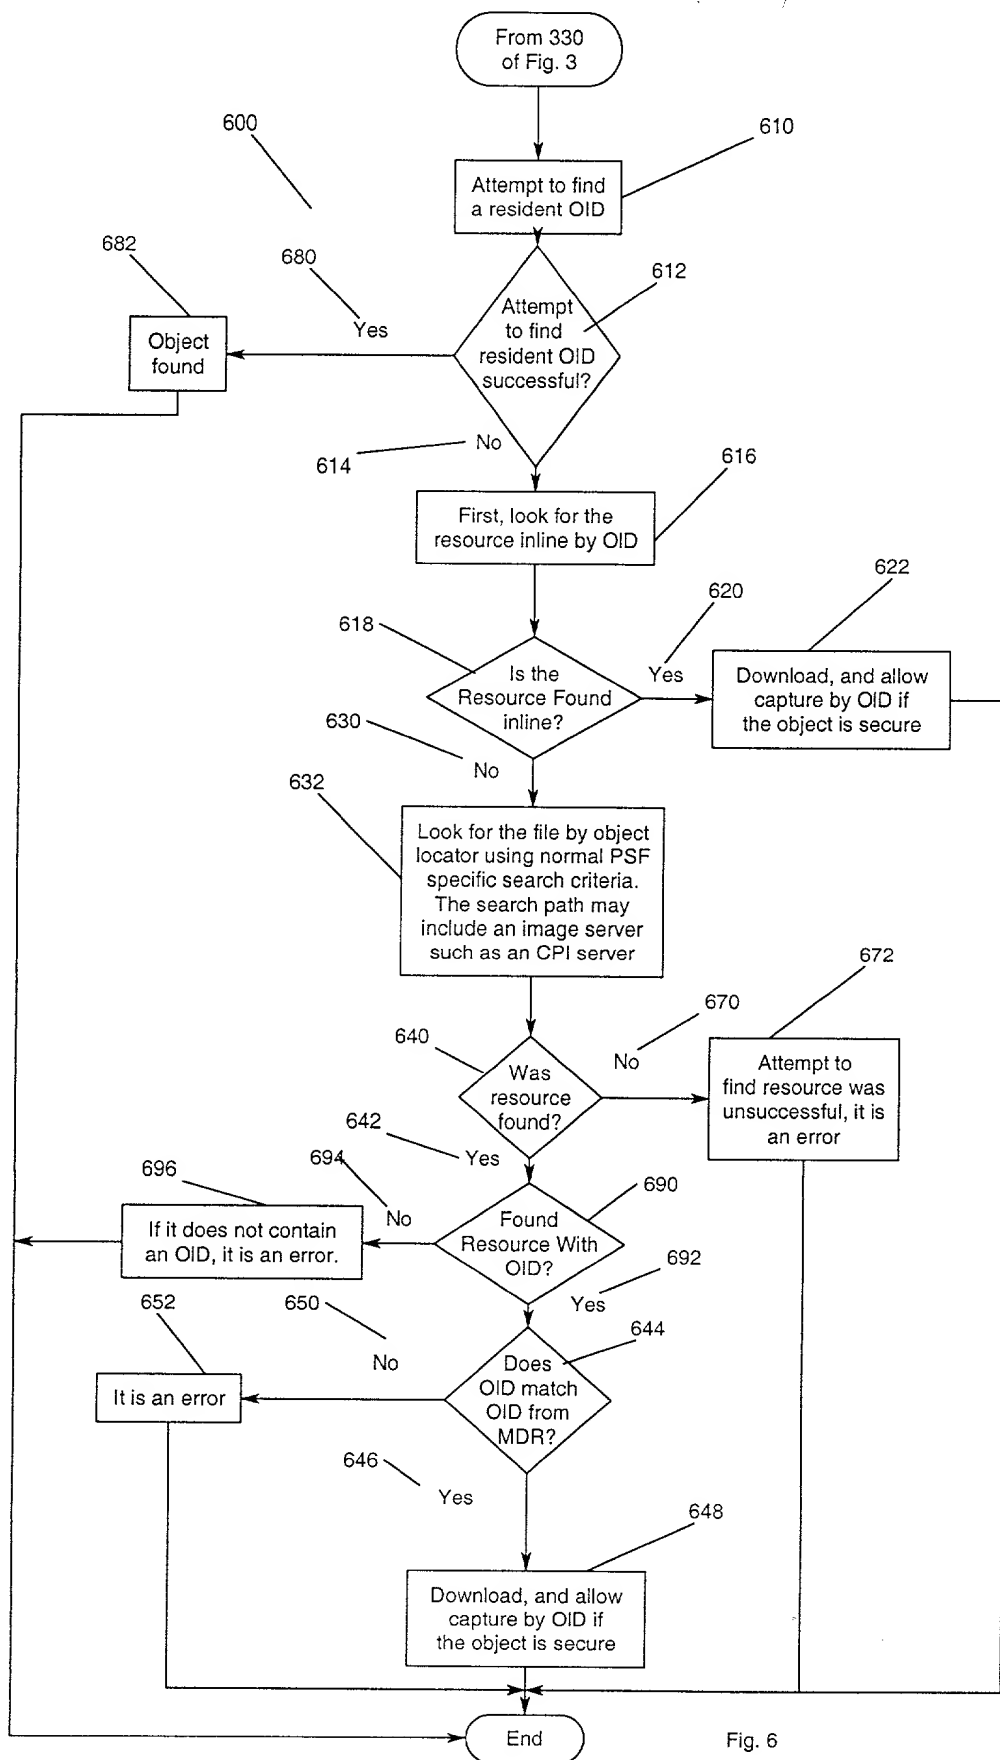 From 330
of Fig. 3
600
610
Attempt to find
a resident OID
682
680
612
Yes
Object
found
Attempt
to find
resident OID
successful?
No
614
616
First, look for the
resource inline by OID
622
620
618
Yes
Is the
Resource Found
inline?
Download, and allow
capture by OID if
the object is secure
630
No
632
Look for the file by object
locator using normal PSF
specific search criteria.
The search path may
include an image server
such as an CPI server
672
670
640
No
Was
resource
found?
Attempt to
find resource was
unsuccessful, it is
an error
642
Yes
694
696
690
No
If it does not contain
an OID, it is an error.
Found
Resource With
OID?
692
652
650
Yes
644
No
Does
OID match
OID from
MDR?
It is an error
646
Yes
648
Download, and allow
capture by OID if
the object is secure
End
Fig. 6